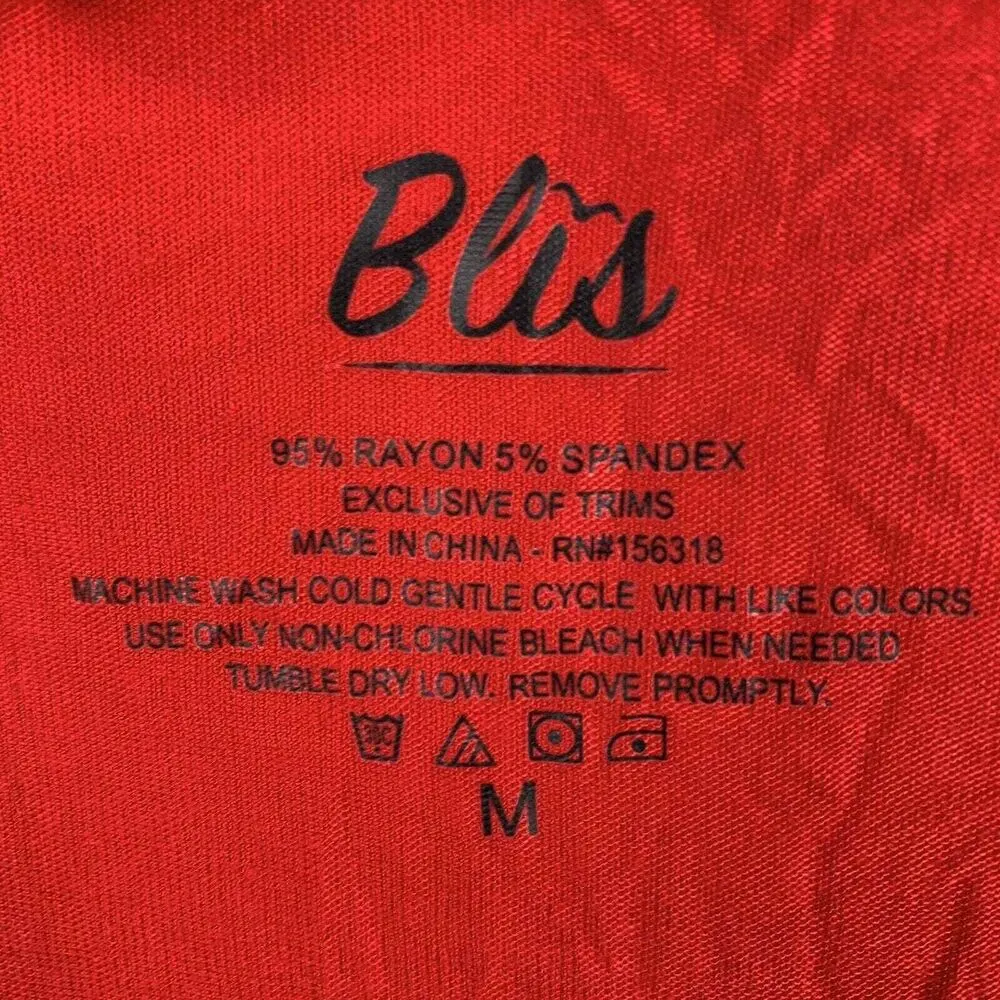 Blis
95% RAYON 5% SPANDEX
EXCLUSIVE OF TRIMS
MADE IN CHINA - RN#156318
MACHINE WASH COLD GENTLE CYCLE WITH LIKE COLORS.
USE ONLY NON-CHLORINE BLEACH WHEN NEEDED
TUMBLE DRY LOW. REMOVE PROMPTLY.
30C
M